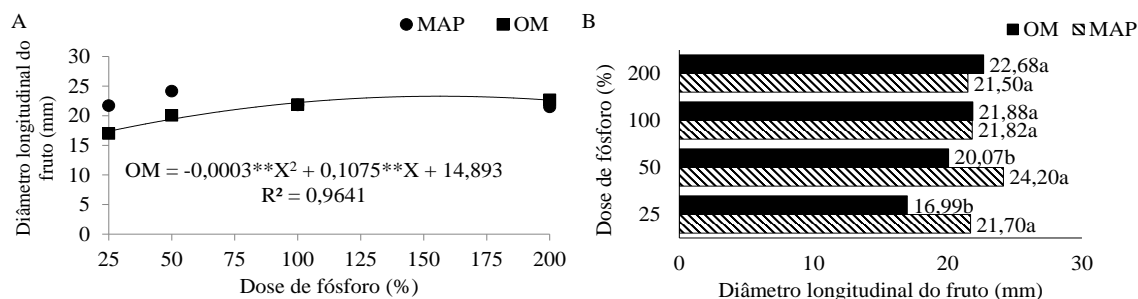 A
MAP OM
Diâmetro longitudinal do
fruto (mm)
30
25
20
15
10
5
0
OM = -0,0003**X² + 0,1075**X + 14,893
R² = 0,9641
25 50 75 100 125 150 175 200
Dose de fósforo (%)
B
OM MAP
Dose de fósforo (%)
200
22,68a
21,50a
100
21,88a
21,82a
50
20,07b
24,20a
25
16,99b
21,70a
0 10 20 30
Diâmetro longitudinal do fruto (mm)